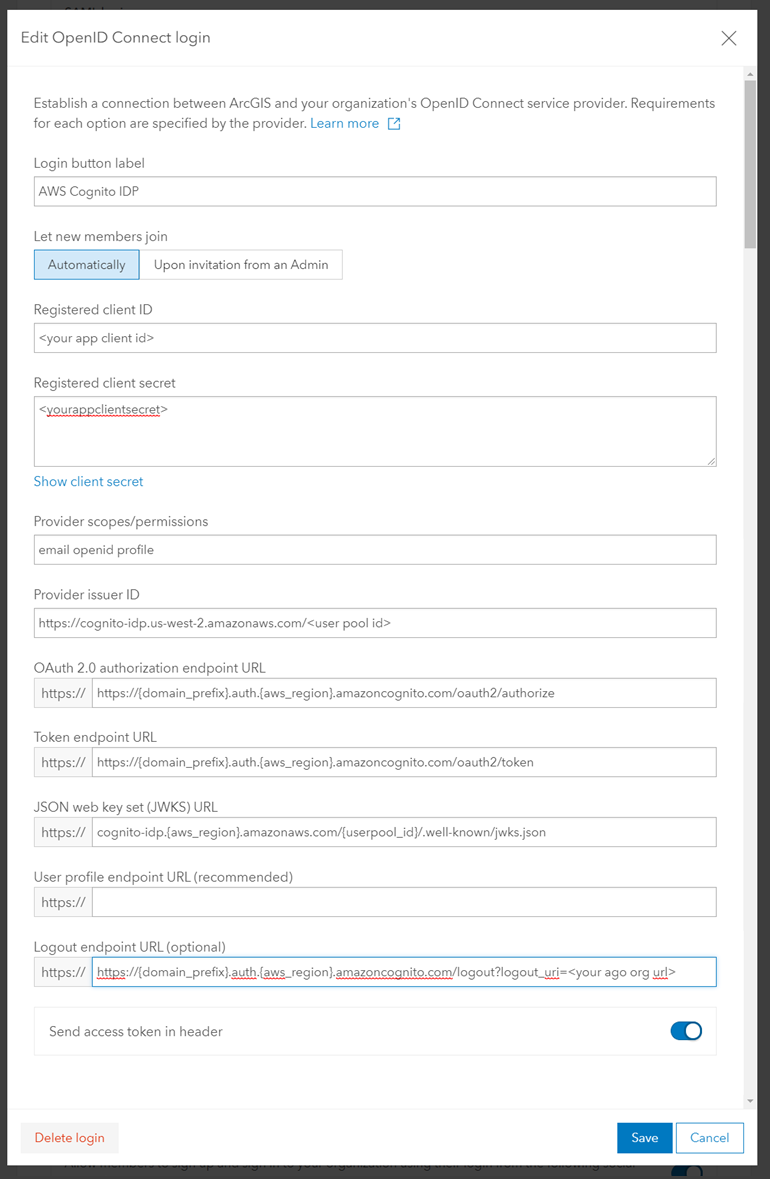 Edit OpenID Connect login
Establish a connection between ArcGIS and your organization's OpenID Connect service provider. Requirements
for each option are specified by the provider. Learn more
Login button label
AWS Cognito IDP
Let new members join
Automatically
Upon invitation from an Admin
Registered client ID
<your app client id>
Registered client secret
<yourappclientsecret>
Show client secret
Provider scopes/permissions
email openid profile
Provider issuer ID
https://cognito-idp.us-west-2.amazonaws.com/<user pool id>
OAuth 2.0 authorization endpoint URL
https:// https://{domain_prefix}.auth.{aws_region}.amazoncognito.com/oauth2/authorize
Token endpoint URL
https:// https://{domain_prefix}.auth.{aws_region}.amazoncognito.com/oauth2/token
JSON web key set (JWKS) URL
https:// cognito-idp.{aws_region}.amazonaws.com/{userpool_id}/.well-known/jwks.json
User profile endpoint URL (recommended)
https://
Logout endpoint URL (optional)
https:// https://{domain_prefix}.auth.{aws_region}.amazoncognito.com/logout?logout_uri=<your ago org url>
Send access token in header
Delete login
Save
Cancel